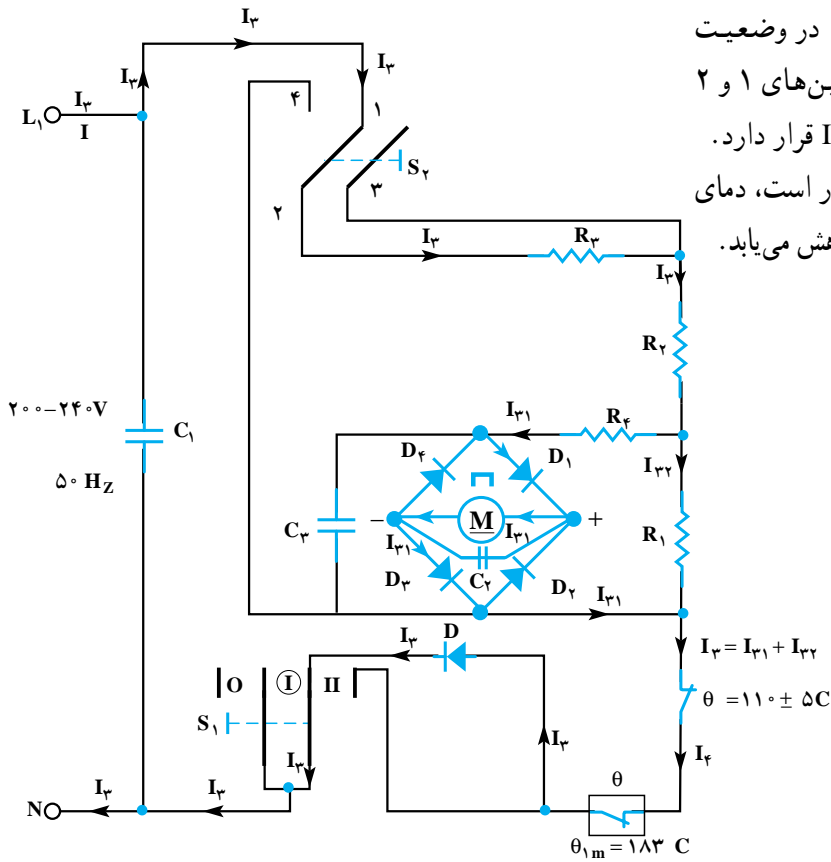 در وضعیت
ین‌های ۱ و ۲
I قرار دارد.
ر است، دمای
هش می‌یابد.
I۳
I۳
I۳
I۳
L۱
I
۴
۱
S۲
۲
۳
I۳
R۳
I۳
R۲
۲۰۰-۲۴۰V
C۱
۵۰ HZ
I۳۱
R۴
I۳۲
D۴
D۱
C۳
−
M
+
I۳۱
I۳۱
R۱
D۳
C۲
D۲
I۳۱
I۳
D
I۳ = I۳۱ + I۳۲
O
I
II
θ = ۱۱۰ ± ۵C
S۱
I۳
I۳
I۴
N
I۳
I۳
θ
θ۱m = ۱۸۳ C